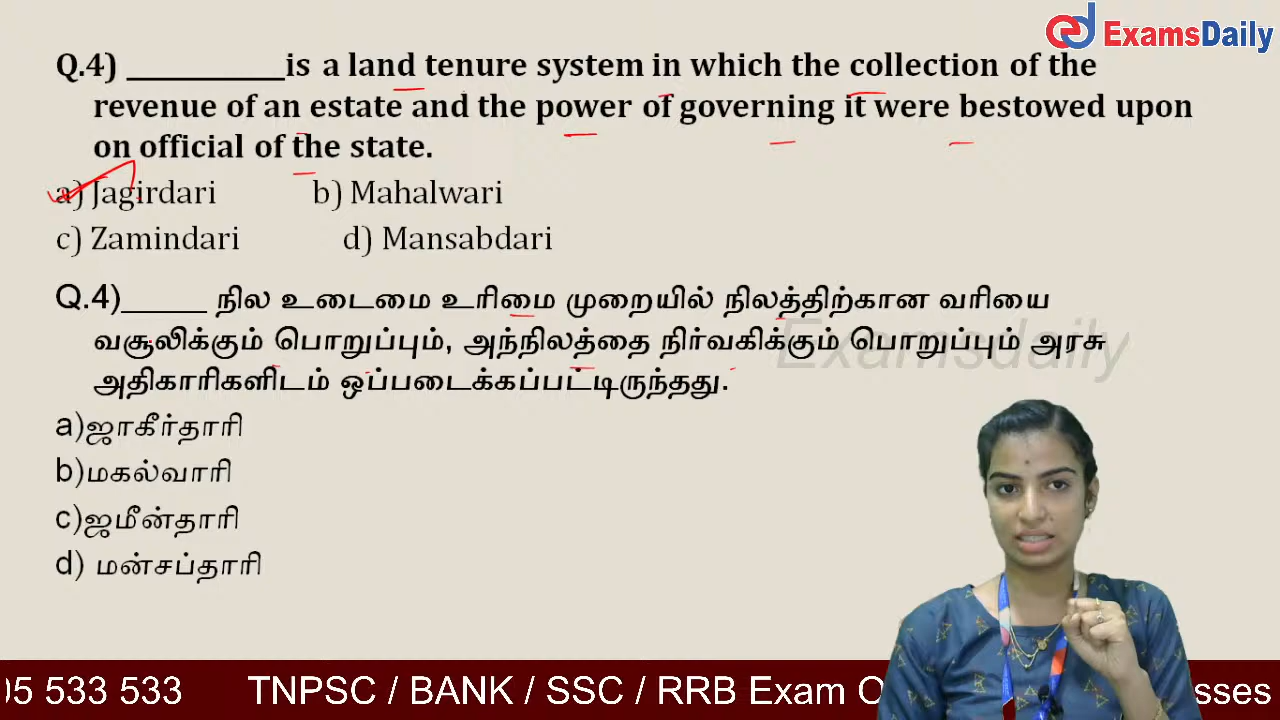 ExamsDaily
Q.4) ___________is a land tenure system in which the collection of the
revenue of an estate and the power of governing it were bestowed upon
on official of the state.
a) Jagirdari b) Mahalwari
c) Zamindari d) Mansabdari
Q.4)_____ நில உடைமை உரிமை முறையில் நிலத்திற்கான வரியை
வசூலிக்கும் பொறுப்பும், அந்நிலத்தை நிர்வகிக்கும் பொறுப்பும் அரசு
அதிகாரிகளிடம் ஒப்படைக்கப்பட்டிருந்தது.
Examsdaily
a)ஜாகீர்தாரி
b)மகல்வாரி
c)ஜமீன்தாரி
d) மன்சப்தாரி
05 533 533 TNPSC / BANK / SSC / RRB Exam O sses